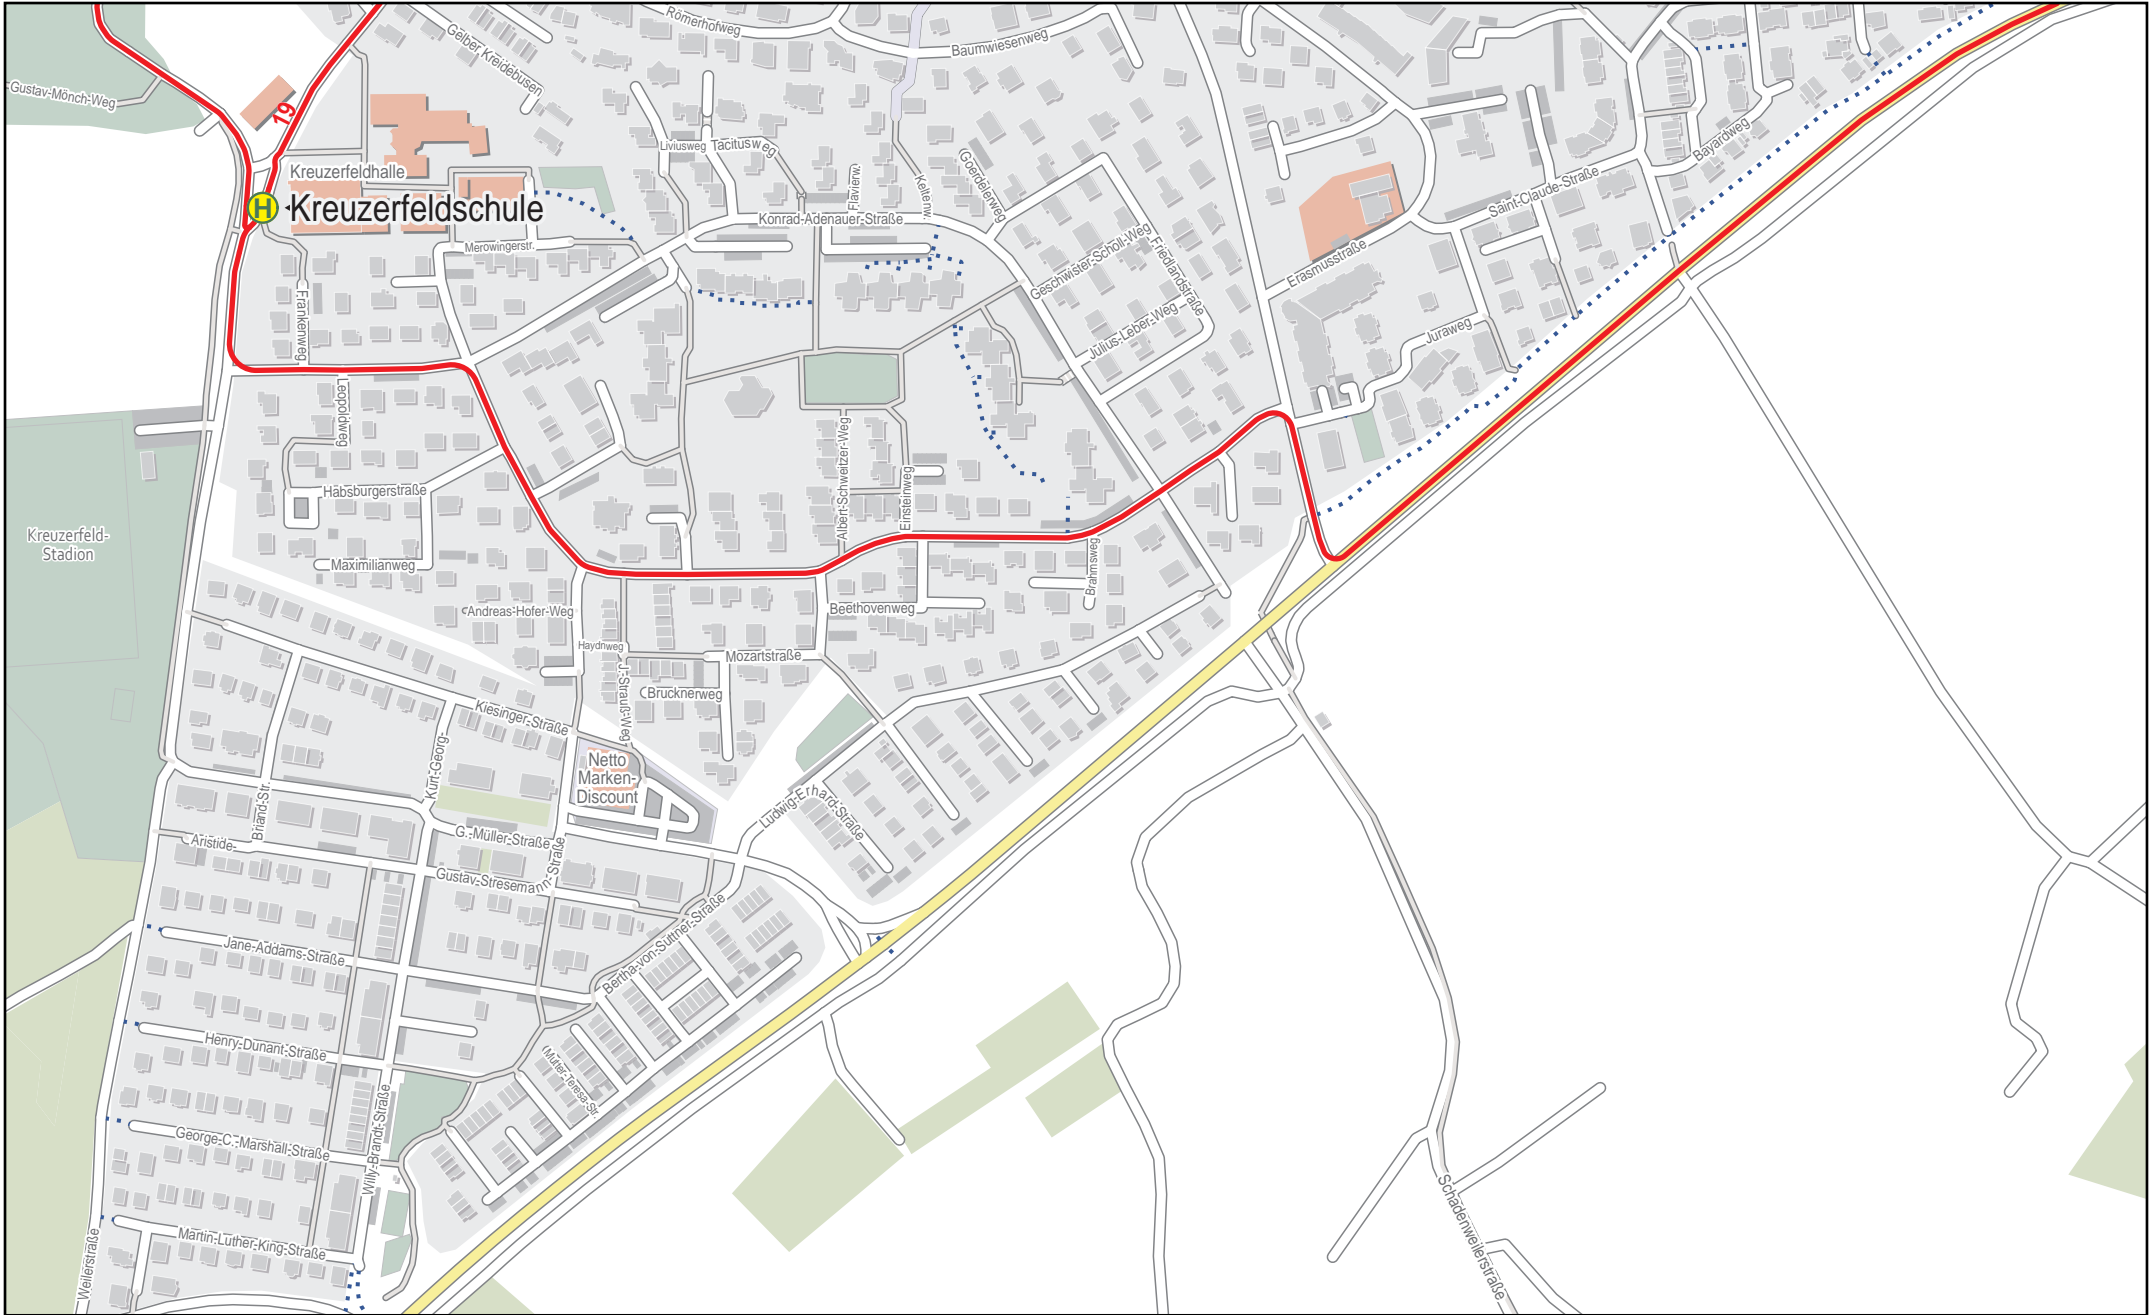 Römerhofweg
Gelber Kreidebusen
Baumwiesenweg
Gustav-Mönch-Weg
19
Bayardweg
Liviusweg
Tacitusweg
Kreuzerfeldhalle
Flavierw.
Keltenw.
(Goerdelerweg
Saint-Claude-Straße
H
Kreuzerfeldschule
Konrad-Adenauer-Straße
Merowingerstr.
Geschwister-Scholl-Weg
Friedlandstraße
Erasmusstraße
Frankenweg
Julius-Leber-Weg
Juraweg
Leopoldweg
Albert-Schweitzer-Weg
Einsteinweg
Habsburgerstraße
Kreuzerfeld-
Stadion
Maximilianweg
Brahmsweg
Andreas-Hofer-Weg
Beethovenweg
Haydnweg
Mozartstraße
J.-Strauß-Weg
Brucknerweg
Kiesinger-Straße
Kurt-Georg-
Netto
Marken-
Discount
Ludwig-Erhard-Straße
Briand-Str.
Aristide-
G.-Müller-Straße
Gustav-Stresemann-Straße
Bertha-von-Suttner-Straße
Jane-Addams-Straße
Henry-Dunant-Straße
(Mutter-Teresa-Str.
George-C.-Marshall-Straße
Willy-Brandt-Straße
Schadenweilerstraße
Martin-Luther-King-Straße
Weilerstraße